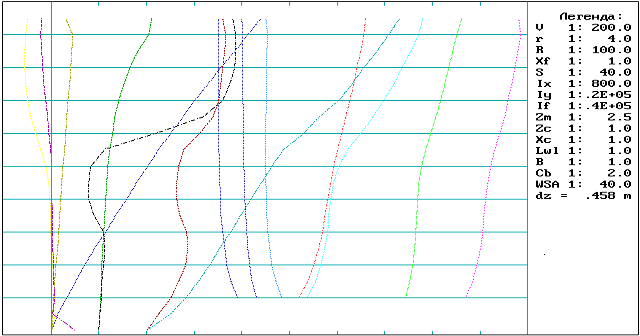 Легенда:
V 1: 200.0
r 1: 4.0
R 1: 100.0
Xf 1: 1.0
S 1: 40.0
Ix 1: 800.0
Iy 1:.2E+05
If 1:.4E+05
Zm 1: 2.5
Zc 1: 1.0
Xc 1: 1.0
Lwl 1: 1.0
B 1: 1.0
Cb 1: 2.0
WSA 1: 40.0
dz = .458 m